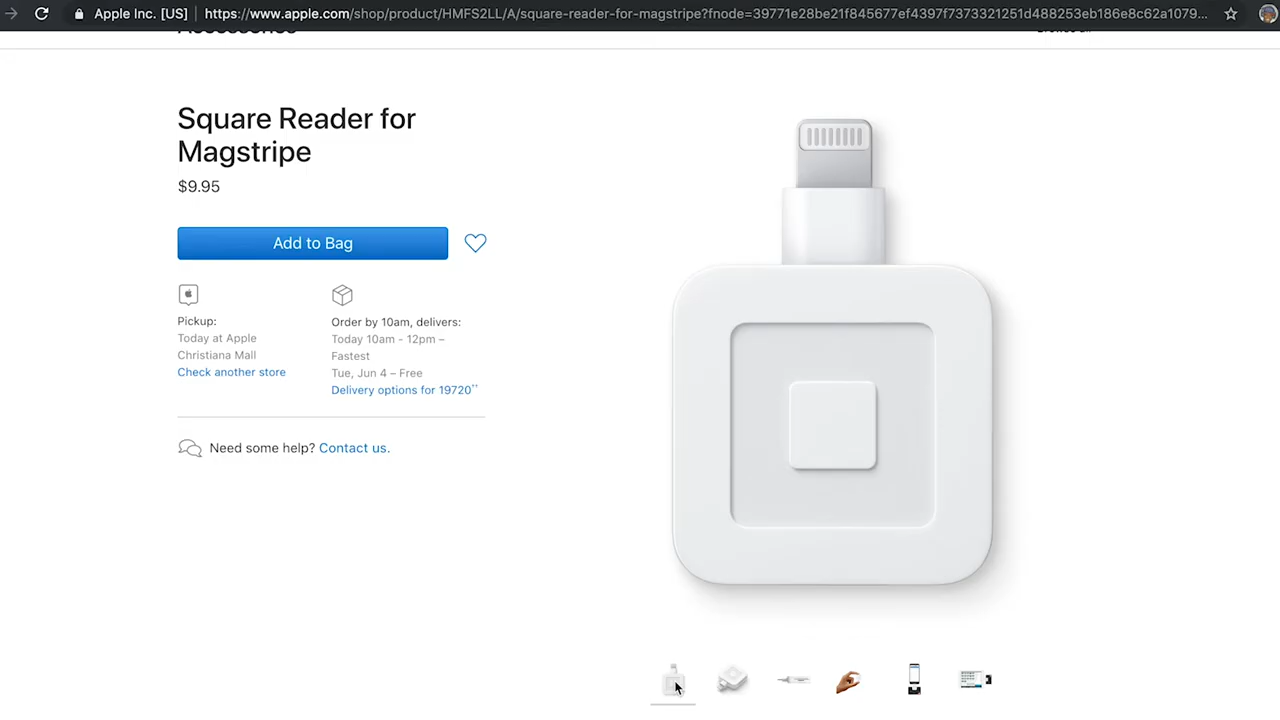 Apple Inc. [US] | https://www.apple.com/shop/product/HMFS2LL/A/square-reader-for-magstripe?fnode=39771e28be21f845677ef4397f7373321251d488253eb186e8c62a1079...
Square Reader for
Magstripe
$9.95
Add to Bag
Pickup:
Today at Apple
Christiana Mall
Check another store
Order by 10am, delivers:
Today 10am - 12pm –
Fastest
Tue, Jun 4 – Free
Delivery options for 19720++
Need some help? Contact us.